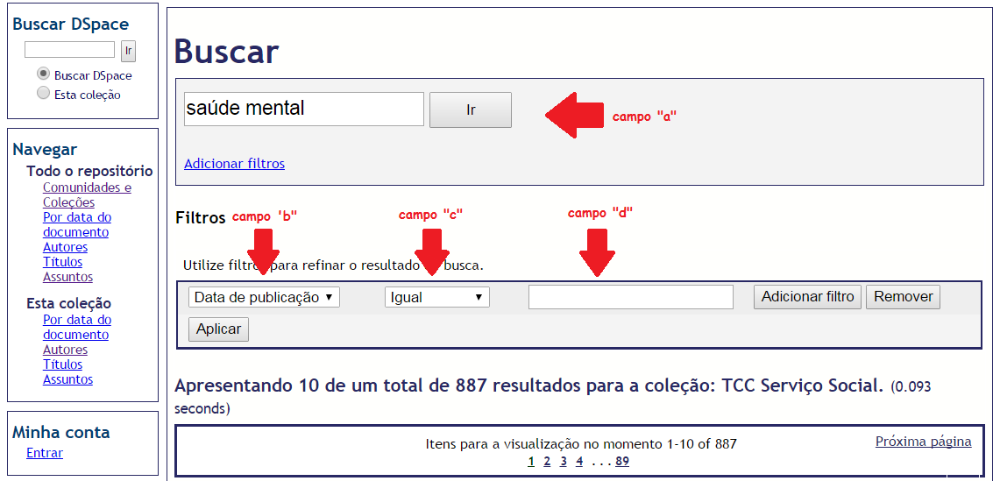 Buscar DSpace
Ir
Buscar DSpace
Esta coleção
Navegar
Todo o repositório
Comunidades e
Coleções
Por data do
documento
Autores
Títulos
Assuntos
Esta coleção
Por data do
documento
Autores
Títulos
Assuntos
Minha conta
Entrar
Buscar
saúde mental Ir campo "a"
Adicionar filtros
Filtros campo 'b" campo "c" campo "d"
Utilize filtros para refinar o resultado busca.
Data de publicação Igual Adicionar filtro Remover
Aplicar
Apresentando 10 de um total de 887 resultados para a coleção: TCC Serviço Social. (0.093
seconds)
Itens para a visualização no momento 1-10 of 887 Próxima página
1 2 3 4 . . . 89